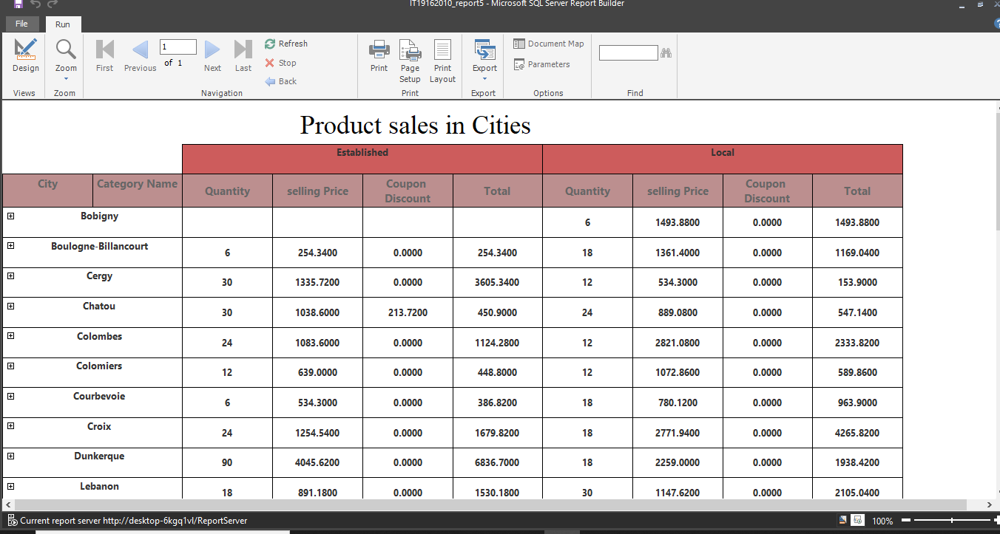 IT19162010_report5 - Microsoft SQL Server Report Builder
File Run
Design
Views
Zoom
Zoom
First Previous 1 of 1 Next Last
Refresh
Stop
Back
Navigation
Print Page Setup Print Layout
Print
Export
Export
Document Map
Parameters
Options
Find
Product sales in Cities
Established Local
City Category Name Quantity selling Price Coupon Discount Total Quantity selling Price Coupon Discount Total
Bobigny 6 1493.8800 0.0000 1493.8800
Boulogne-Billancourt 6 254.3400 0.0000 254.3400 18 1361.4000 0.0000 1169.0400
Cergy 30 1335.7200 0.0000 3605.3400 12 534.3000 0.0000 153.9000
Chatou 30 1038.6000 213.7200 450.9000 24 889.0800 0.0000 547.1400
Colombes 24 1083.6000 0.0000 1124.2800 12 2821.0800 0.0000 2333.8200
Colomiers 12 639.0000 0.0000 448.8000 12 1072.8600 0.0000 589.8600
Courbevoie 6 534.3000 0.0000 386.8200 18 780.1200 0.0000 963.9000
Croix 24 1254.5400 0.0000 1679.8200 18 2771.9400 0.0000 4265.8200
Dunkerque 90 4045.6200 0.0000 6836.7000 18 2259.0000 0.0000 1938.4200
Lebanon 18 891.1800 0.0000 1530.1800 30 1147.6200 0.0000 2105.0400
Current report server http://desktop-6kgq1vl/ReportServer 100%